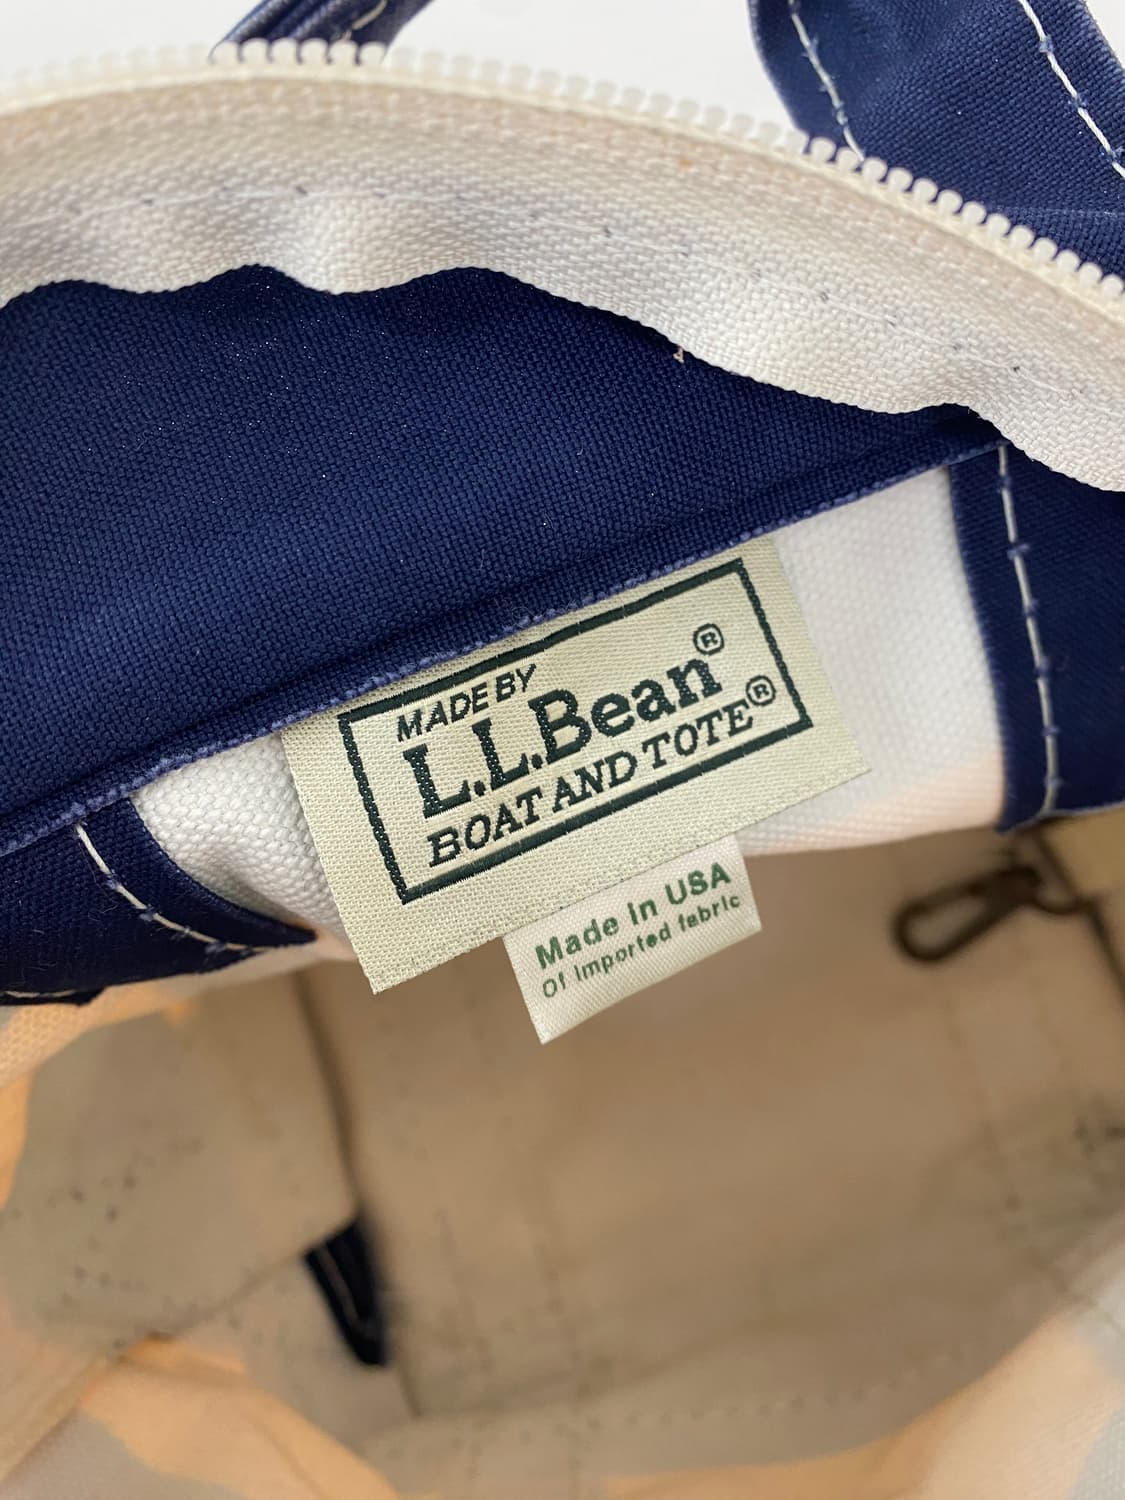 MADE BY
L.L.Bean®
BOAT AND TOTE®
Made in USA
Of Imported fabric